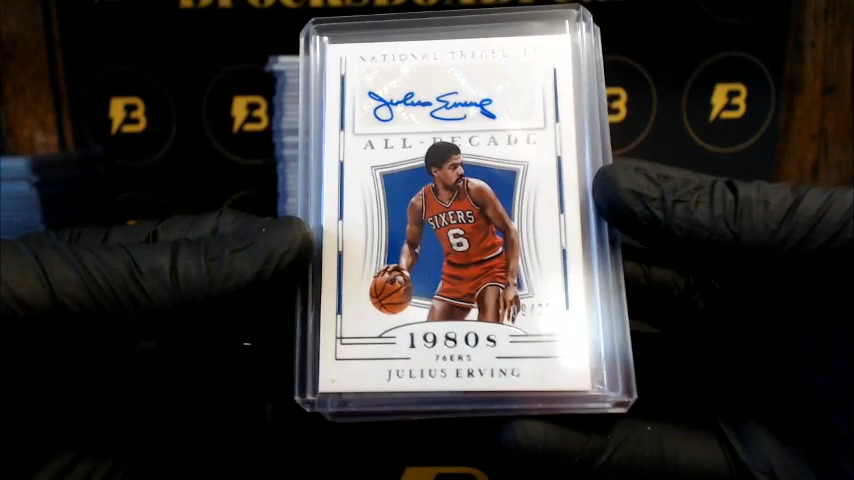 NATIONAL TREASURES
Julius Erving
ALL-DECADE
SIXERS
6
1980s
76ERS
JULIUS ERVING
B
B
B
B